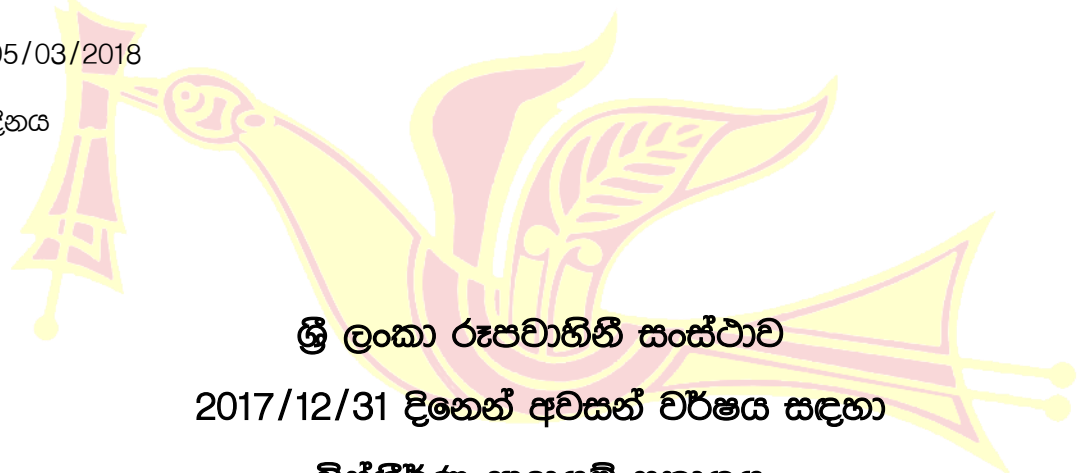 05/03/2018
දිනය
ශ්‍රී ලංකා රූපවාහිනී සංස්ථාව
2017/12/31 දිනෙන් අවසන් වර්ෂය සඳහා